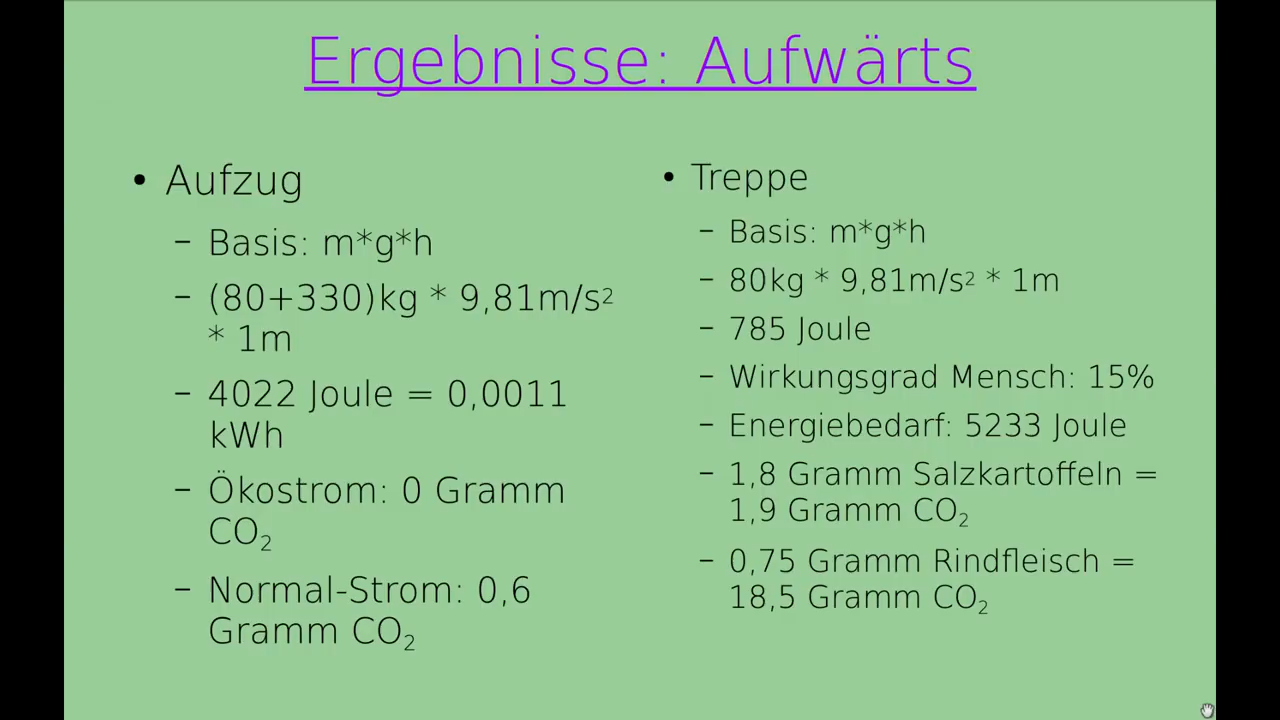 Ergebnisse: Aufwärts
• Aufzug
– Basis: m*g*h
– (80+330)kg * 9,81m/s²
* 1m
– 4022 Joule = 0,0011
kWh
– Ökostrom: 0 Gramm
CO₂
– Normal-Strom: 0,6
Gramm CO₂
• Treppe
– Basis: m*g*h
– 80kg * 9,81m/s² * 1m
– 785 Joule
– Wirkungsgrad Mensch: 15%
– Energiebedarf: 5233 Joule
– 1,8 Gramm Salzkartoffeln =
1,9 Gramm CO₂
– 0,75 Gramm Rindfleisch =
18,5 Gramm CO₂